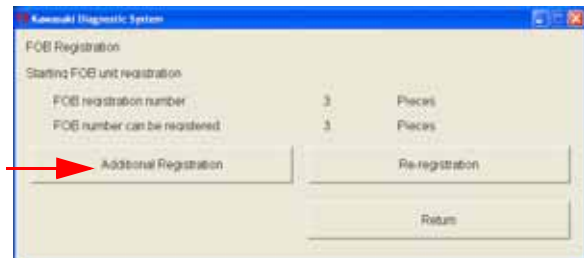 Kawasaki Diagnostic System
FOB Registration
Starting FOB unit registration
FOB registration number 3 Pieces
FOB number can be registered 3 Pieces
Additional Registration Re-registration
Return